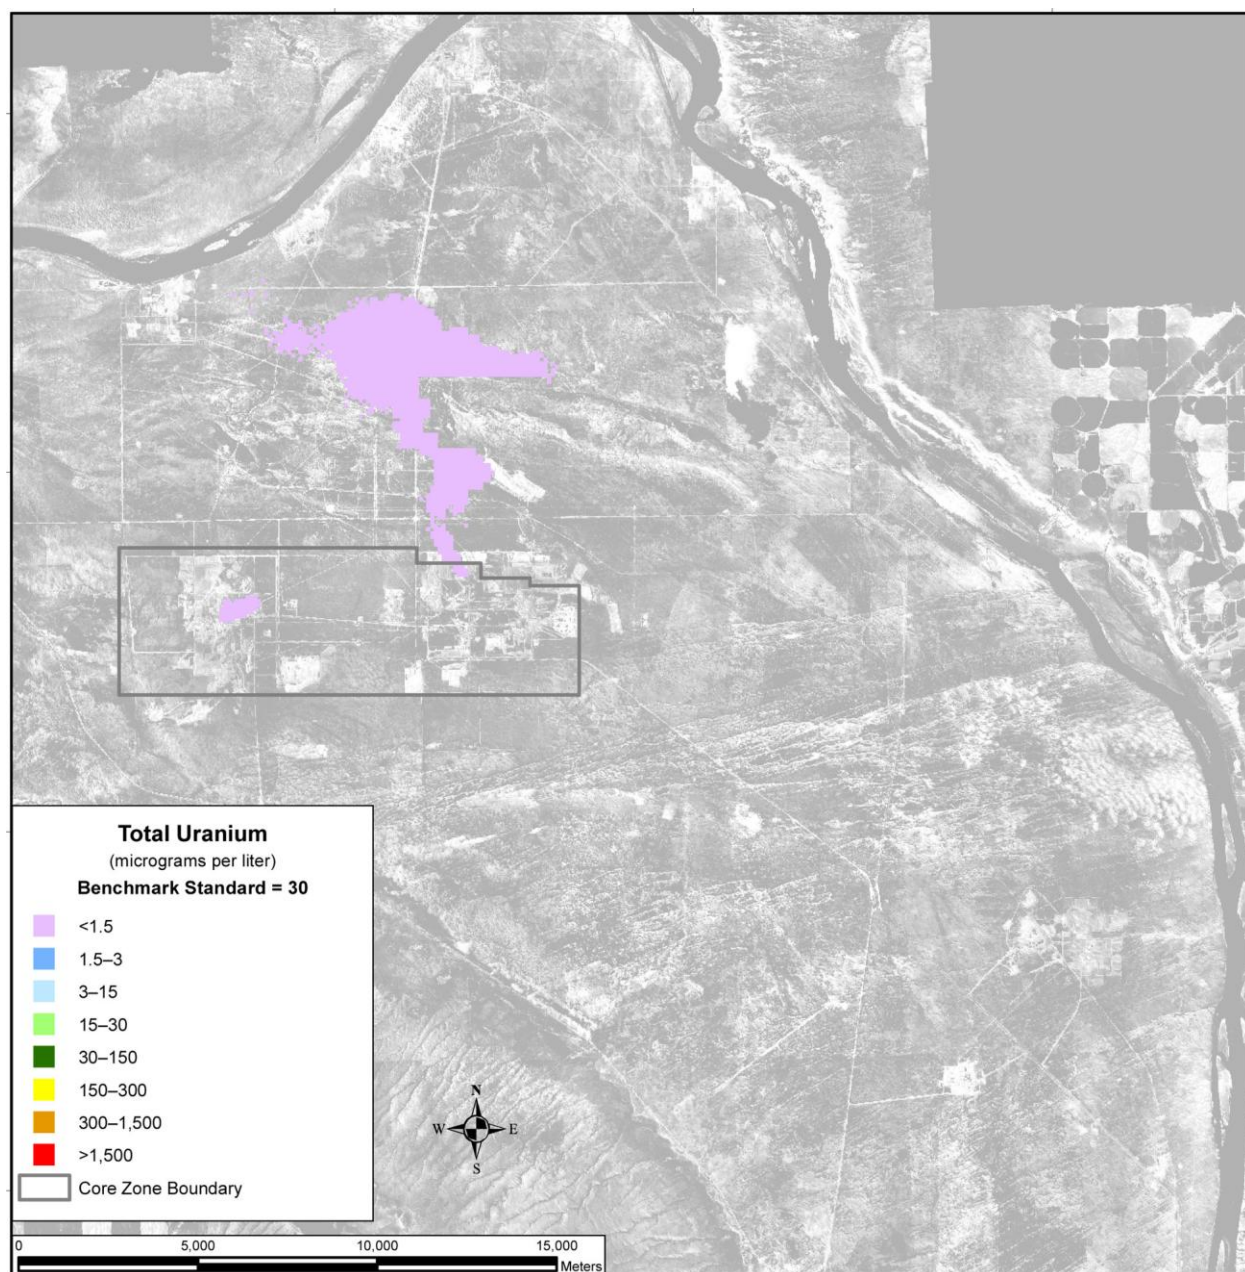 Total Uranium
(micrograms per liter)
Benchmark Standard = 30
<1.5
1.5–3
3–15
15–30
30–150
150–300
300–1,500
>1,500
Core Zone Boundary
N
W E
S
0 5,000 10,000 15,000
Meters